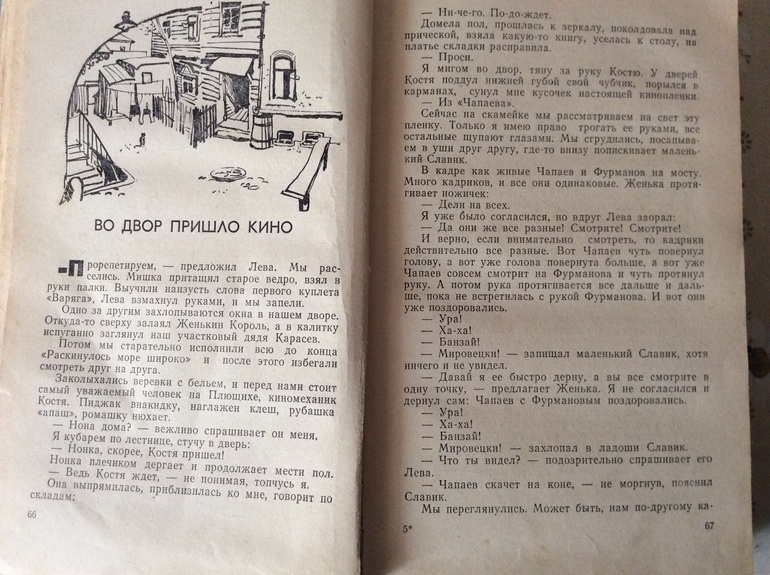 ВО ДВОР ПРИШЛО КИНО
— Прорепетируем, — предложил Лева. Мы рас-
селись. Мишка притащил старое ведро, взял в
руки палки. Выучили наизусть слова первого куплета
«Варяга», Лева взмахнул руками, и мы запели.
Одно за другим захлопываются окна в нашем дворе.
Откуда-то сверху залаял Женькин Король, а в калитку
испуганно заглянул наш участковый дядя Карасев.
Потом мы старательно исполнили всю до конца
«Раскинулось море широко» и после этого избегали
смотреть друг на друга.
Заколыхались веревки с бельем, и перед нами стоит
самый уважаемый человек на Плющихе, киномеханик
Костя. Пиджак внакидку, наглажен клеш, рубашка
«апаш», ромашку нюхает.
— Нона дома? — вежливо спрашивает он меня.
Я кубарем по лестнице, стучу в дверь:
— Нонка, скорее, Костя пришел!
Нонка плечиком дергает и продолжает мести пол.
— Ведь Костя ждет, — не понимая, топчусь я.
Она выпрямилась, приблизилась ко мне, говорит по
складам:
66
— Ни-че-го. По-до-ждет.
Домела пол, прошлась к зеркалу, поколдовала над
прической, взяла какую-то книгу, уселась к столу, на
платье складки расправила.
— Проси.
Я мигом во двор, тяну за руку Костю. У дверей
Костя поддул нижней губой свой чубчик, порылся в
карманах, сунул мне кусочек настоящей кинопленки.
— Из «Чапаева».
Сейчас на скамейке мы рассматриваем на свет эту
пленку. Только я имею право трогать ее руками, все
остальные щупают глазами. Мы сгрудились, посапыва-
ем в уши друг другу, где-то внизу попискивает малень-
кий Славик.
В кадре как живые Чапаев и Фурманов на мосту.
Много кадриков, и все они одинаковые. Женька протя-
гивает ножичек:
— Дели на всех.
Я уже было согласился, но вдруг Лева заорал:
— Да они же все разные! Смотрите! Смотрите!
И верно, если внимательно смотреть, то кадрики
действительно все разные. Вот Чапаев чуть повернул
голову, а вот уже голова повернута больше, а вот уже
Чапаев совсем смотрит на Фурманова и чуть протянул
руку. А потом рука протягивается все дальше и даль-
ше, пока не встретилась с рукой Фурманова. И вот они
уже поздоровались.
— Ура!
— Ха-ха!
— Банзай!
— Мировецки! — запищал маленький Славик, хотя
ничего и не увидел.
— Давай я ее быстро дерну, а вы все смотрите в
одну точку, — предлагает Женька. Я не согласился и
дернул сам: Чапаев с Фурмановым поздоровались.
— Ура!
— Ха-ха!
— Банзай!
— Мировецки! — захлопал в ладоши Славик.
— Что ты видел? — подозрительно спрашивает его
Лева.
— Чапаев скачет на коне, — не моргнув, пояснил
Славик.
Мы переглянулись. Может быть, нам по-другому ка-
5*
67